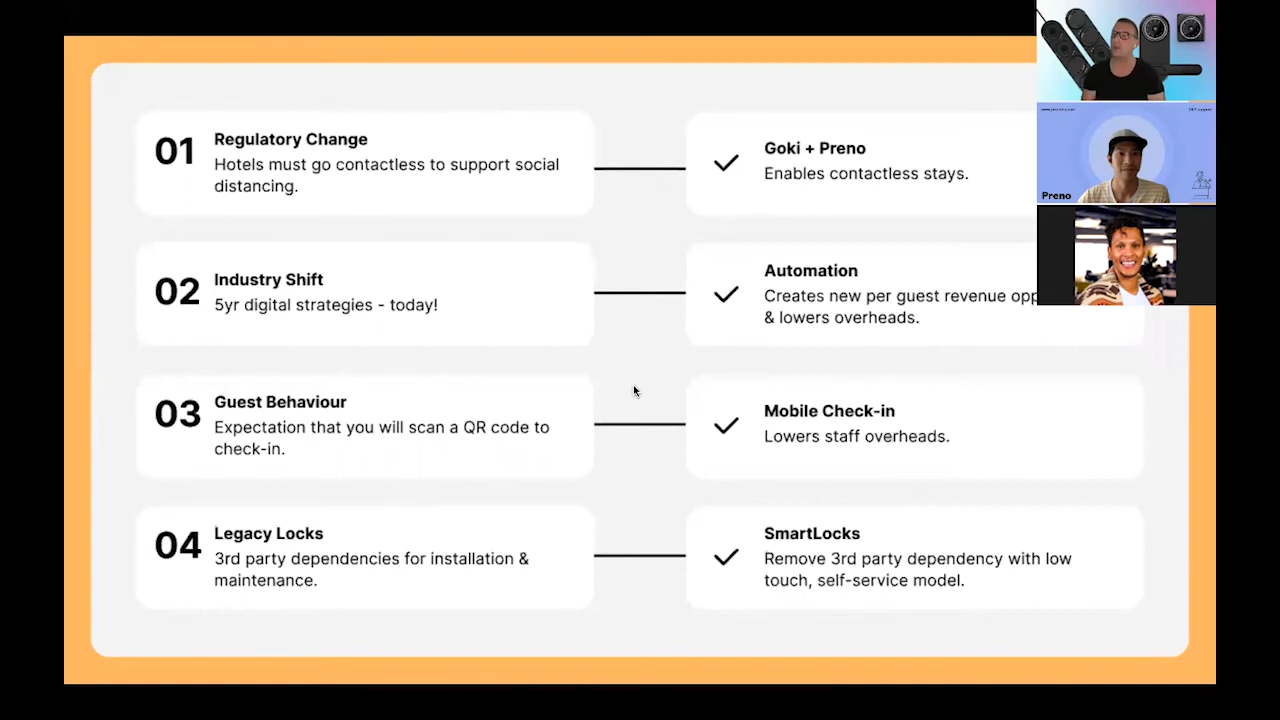 01
Regulatory Change
Hotels must go contactless to support social
distancing.
Goki + Preno
Enables contactless stays.
02
Industry Shift
5yr digital strategies - today!
Automation
Creates new per guest revenue
& lowers overheads.
03
Guest Behaviour
Expectation that you will scan a QR code to
check-in.
Mobile Check-in
Lowers staff overheads.
04
Legacy Locks
3rd party dependencies for installation &
maintenance.
SmartLocks
Remove 3rd party dependency with low
touch, self-service model.
Preno